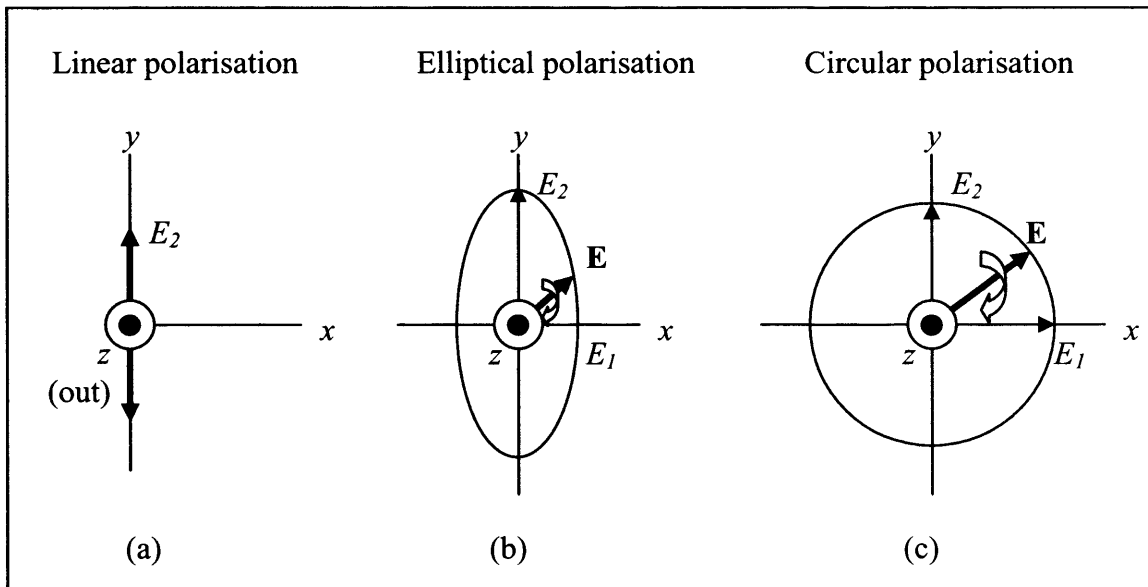 Linear polarisation
Elliptical polarisation
Circular polarisation
y
E2
x
z
(out)
(a)
y
E2
E
x
z
E1
(b)
y
E2
E
x
z
E1
(c)